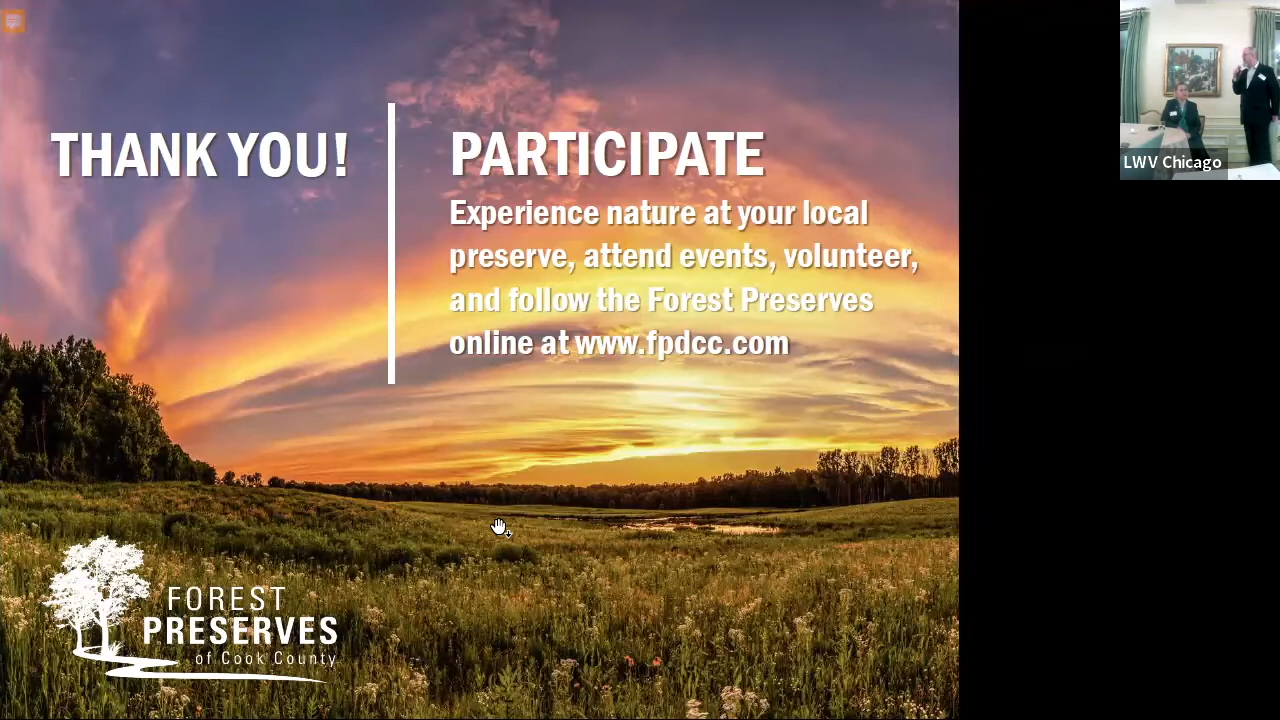 THANK YOU!
PARTICIPATE
Experience nature at your local
preserve, attend events, volunteer,
and follow the Forest Preserves
online at www.fpdcc.com
FOREST
PRESERVES
of Cook County
LWV Chicago